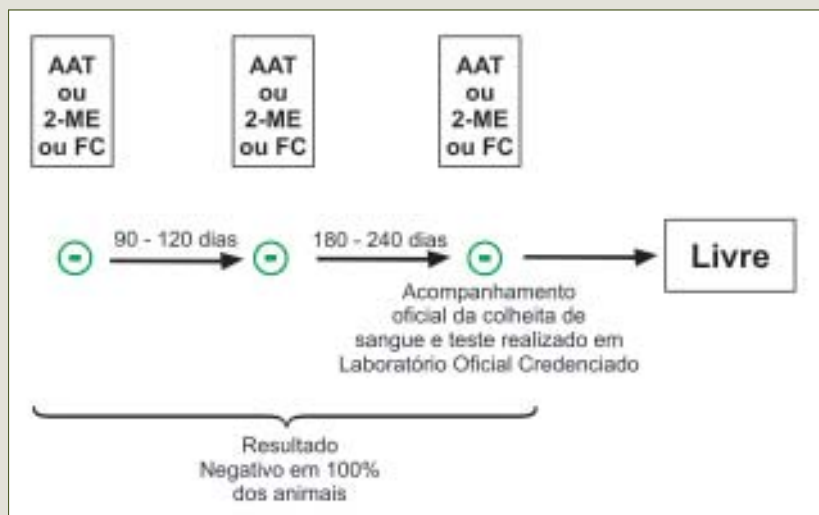 AAT
ou
2-ME
ou FC
AAT
ou
2-ME
ou FC
AAT
ou
2-ME
ou FC
90 - 120 dias
180 - 240 dias
Livre
Acompanhamento
oficial da colheita de
sangue e teste realizado em
Laboratório Oficial Credenciado
Resultado
Negativo em 100%
dos animais